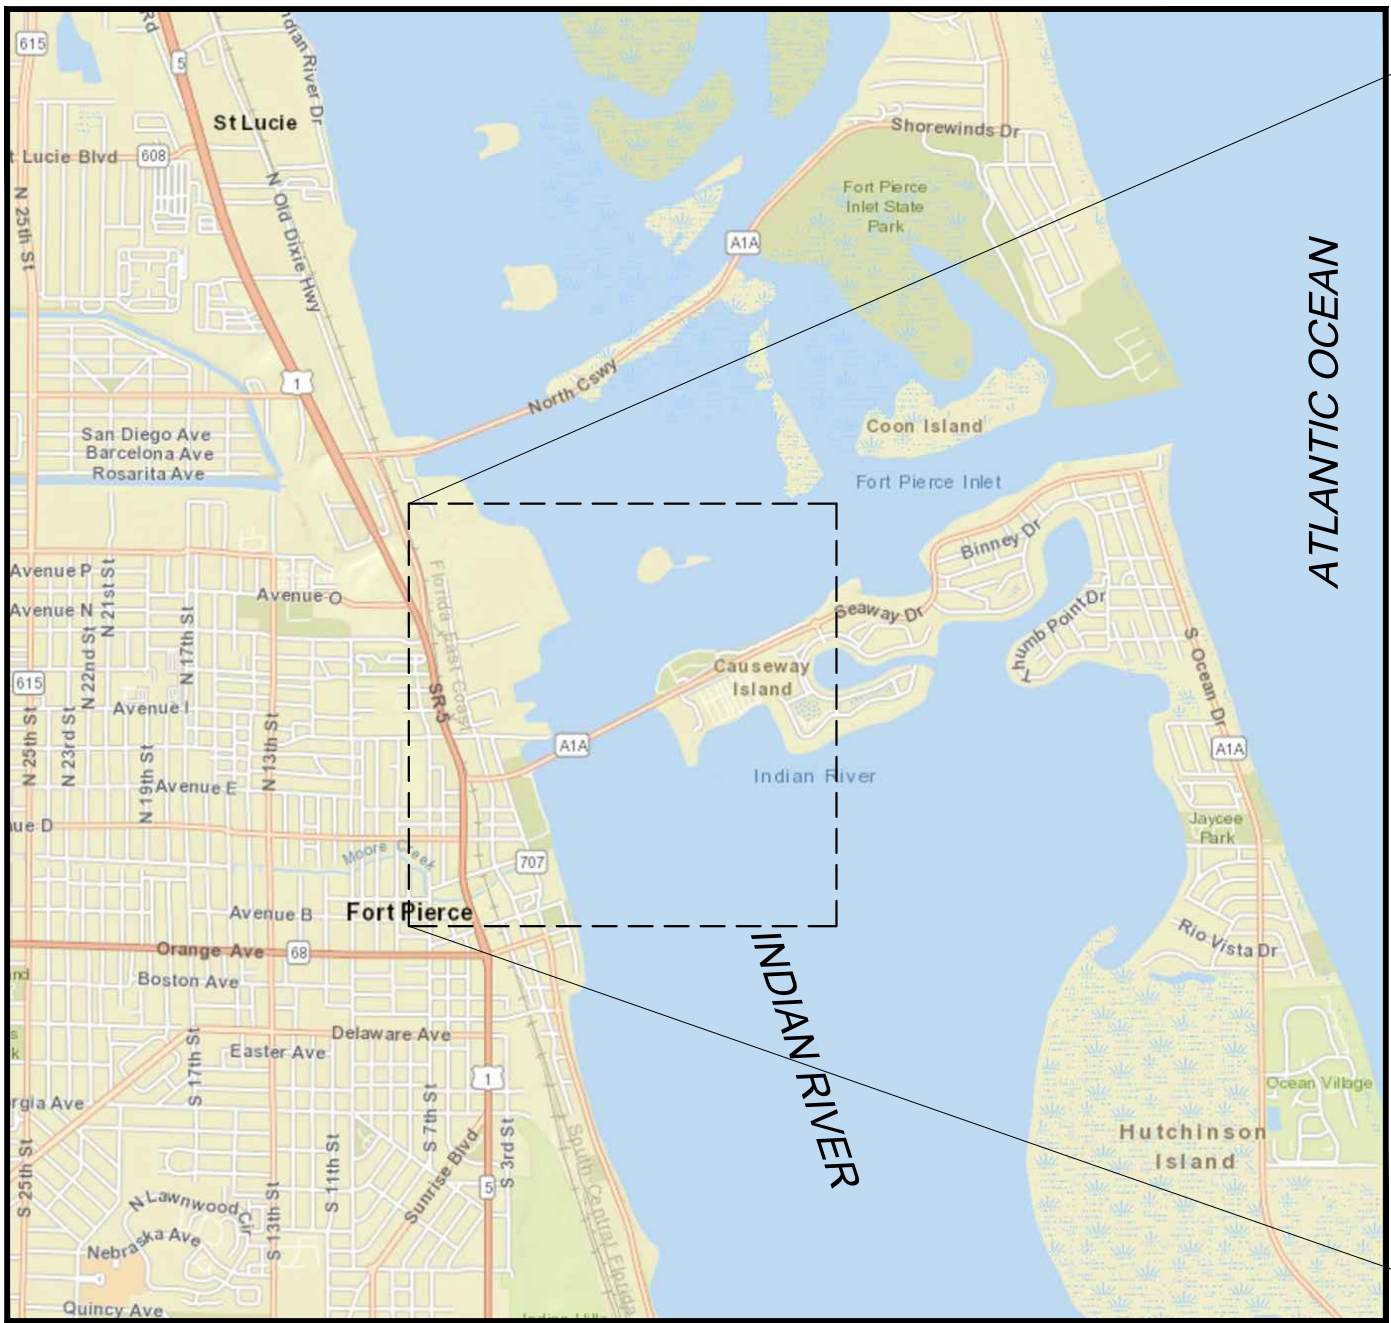 615
Rd
5
Indian River Dr
St Lucie
Shorewinds Dr
t Lucie Blvd
608
N 25th St
N Old Dixie Hwy
Fort Pierce
Inlet State
Park
A1A
ATLANTIC OCEAN
1
North Cswy
San Diego Ave
Barcelona Ave
Rosarita Ave
Coon Island
Fort Pierce Inlet
Binney Dr
Avenue P
N 21st St
Avenue O
Avenue N
Florida East Coast
Seaway Dr
Thumb Point Dr
N 22nd St
N 17th St
615
SR 5
Causeway
Island
S Ocean Dr
Avenue I
N 25th St
N 23rd St
N 19th St
N 13th St
A1A
A1A
Indian River
Avenue E
ue D
Jaycee
Park
Moore Creek
707
Avenue B
Fort Pierce
Orange Ave
68
Rio Vista Dr
INDIAN RIVER
nd
Boston Ave
s
k
Delaware Ave
Easter Ave
S 17th St
1
Ocean Village
rgia Ave
S 7th St
S 3rd St
Hutchinson
Island
S 25th St
S 11th St
Sunrise Blvd
South Central Florida
5
N Lawnwood Cir
S 13th St
Nebraska Ave
Quincy Ave
Indian Hills